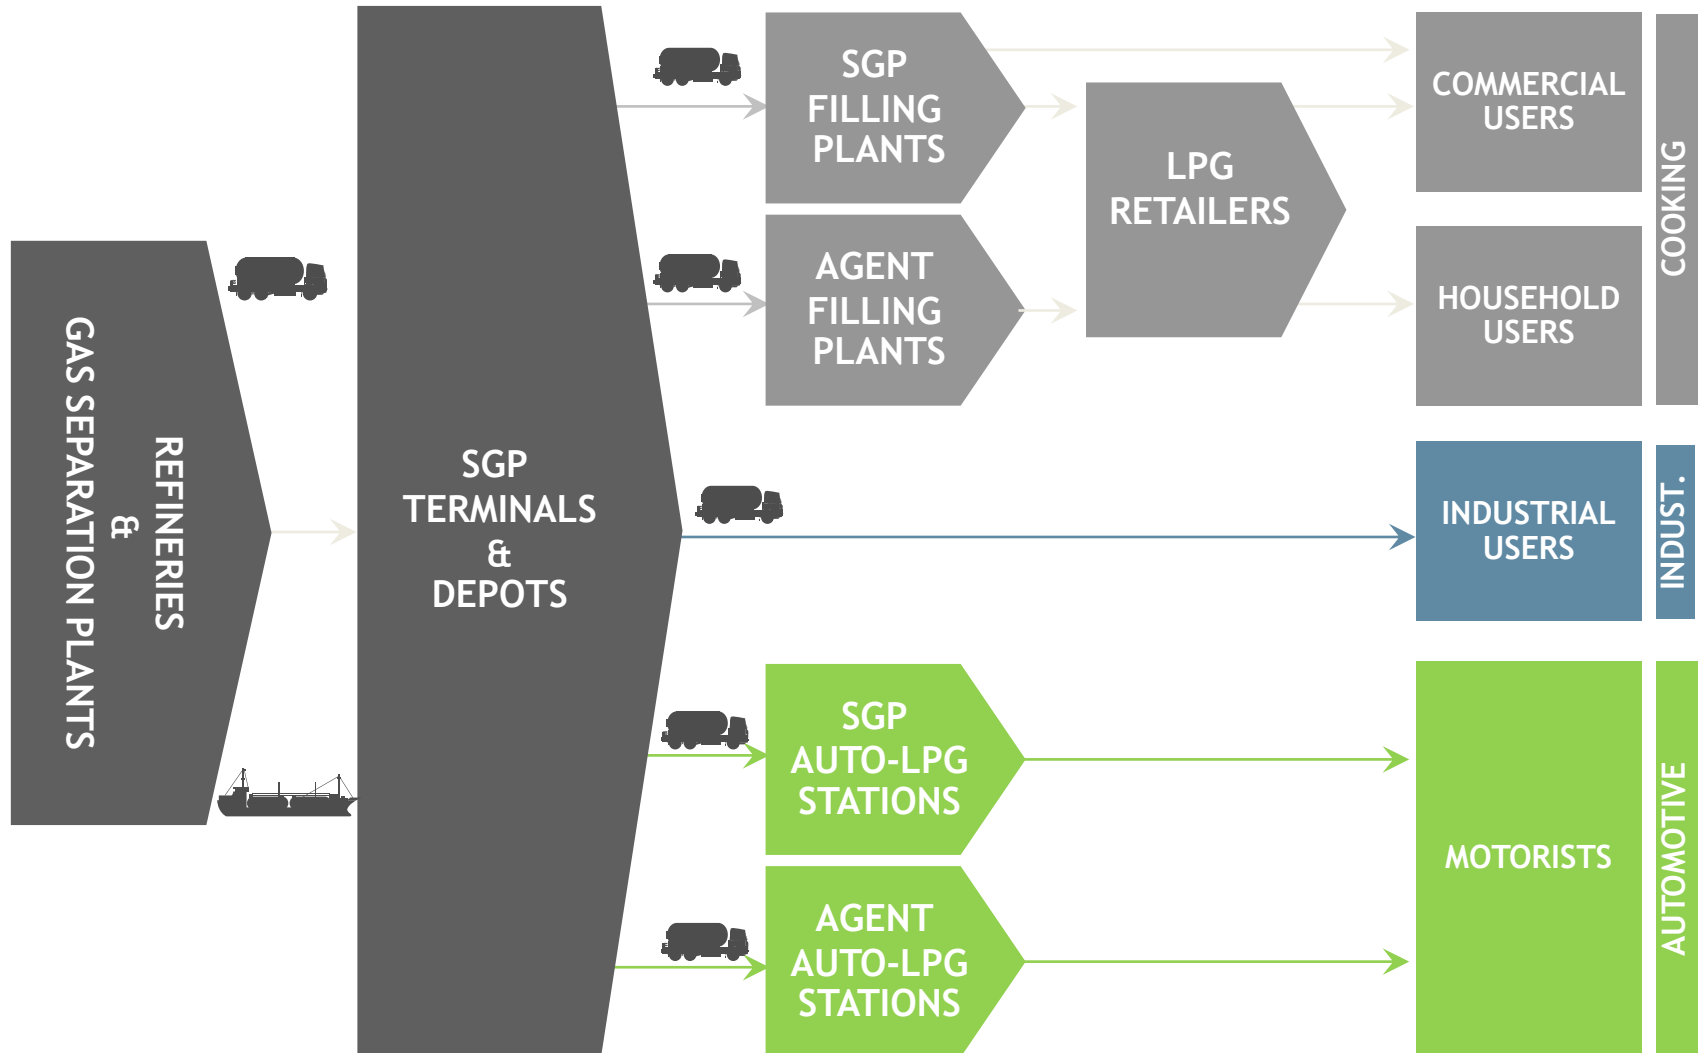 REFINERIES
&
GAS SEPARATION PLANTS
SGP
TERMINALS
&
DEPOTS
SGP
FILLING
PLANTS
AGENT
FILLING
PLANTS
LPG
RETAILERS
COMMERCIAL
USERS
HOUSEHOLD
USERS
COOKING
INDUSTRIAL
USERS
INDUST.
SGP
AUTO-LPG
STATIONS
AGENT
AUTO-LPG
STATIONS
MOTORISTS
AUTOMOTIVE